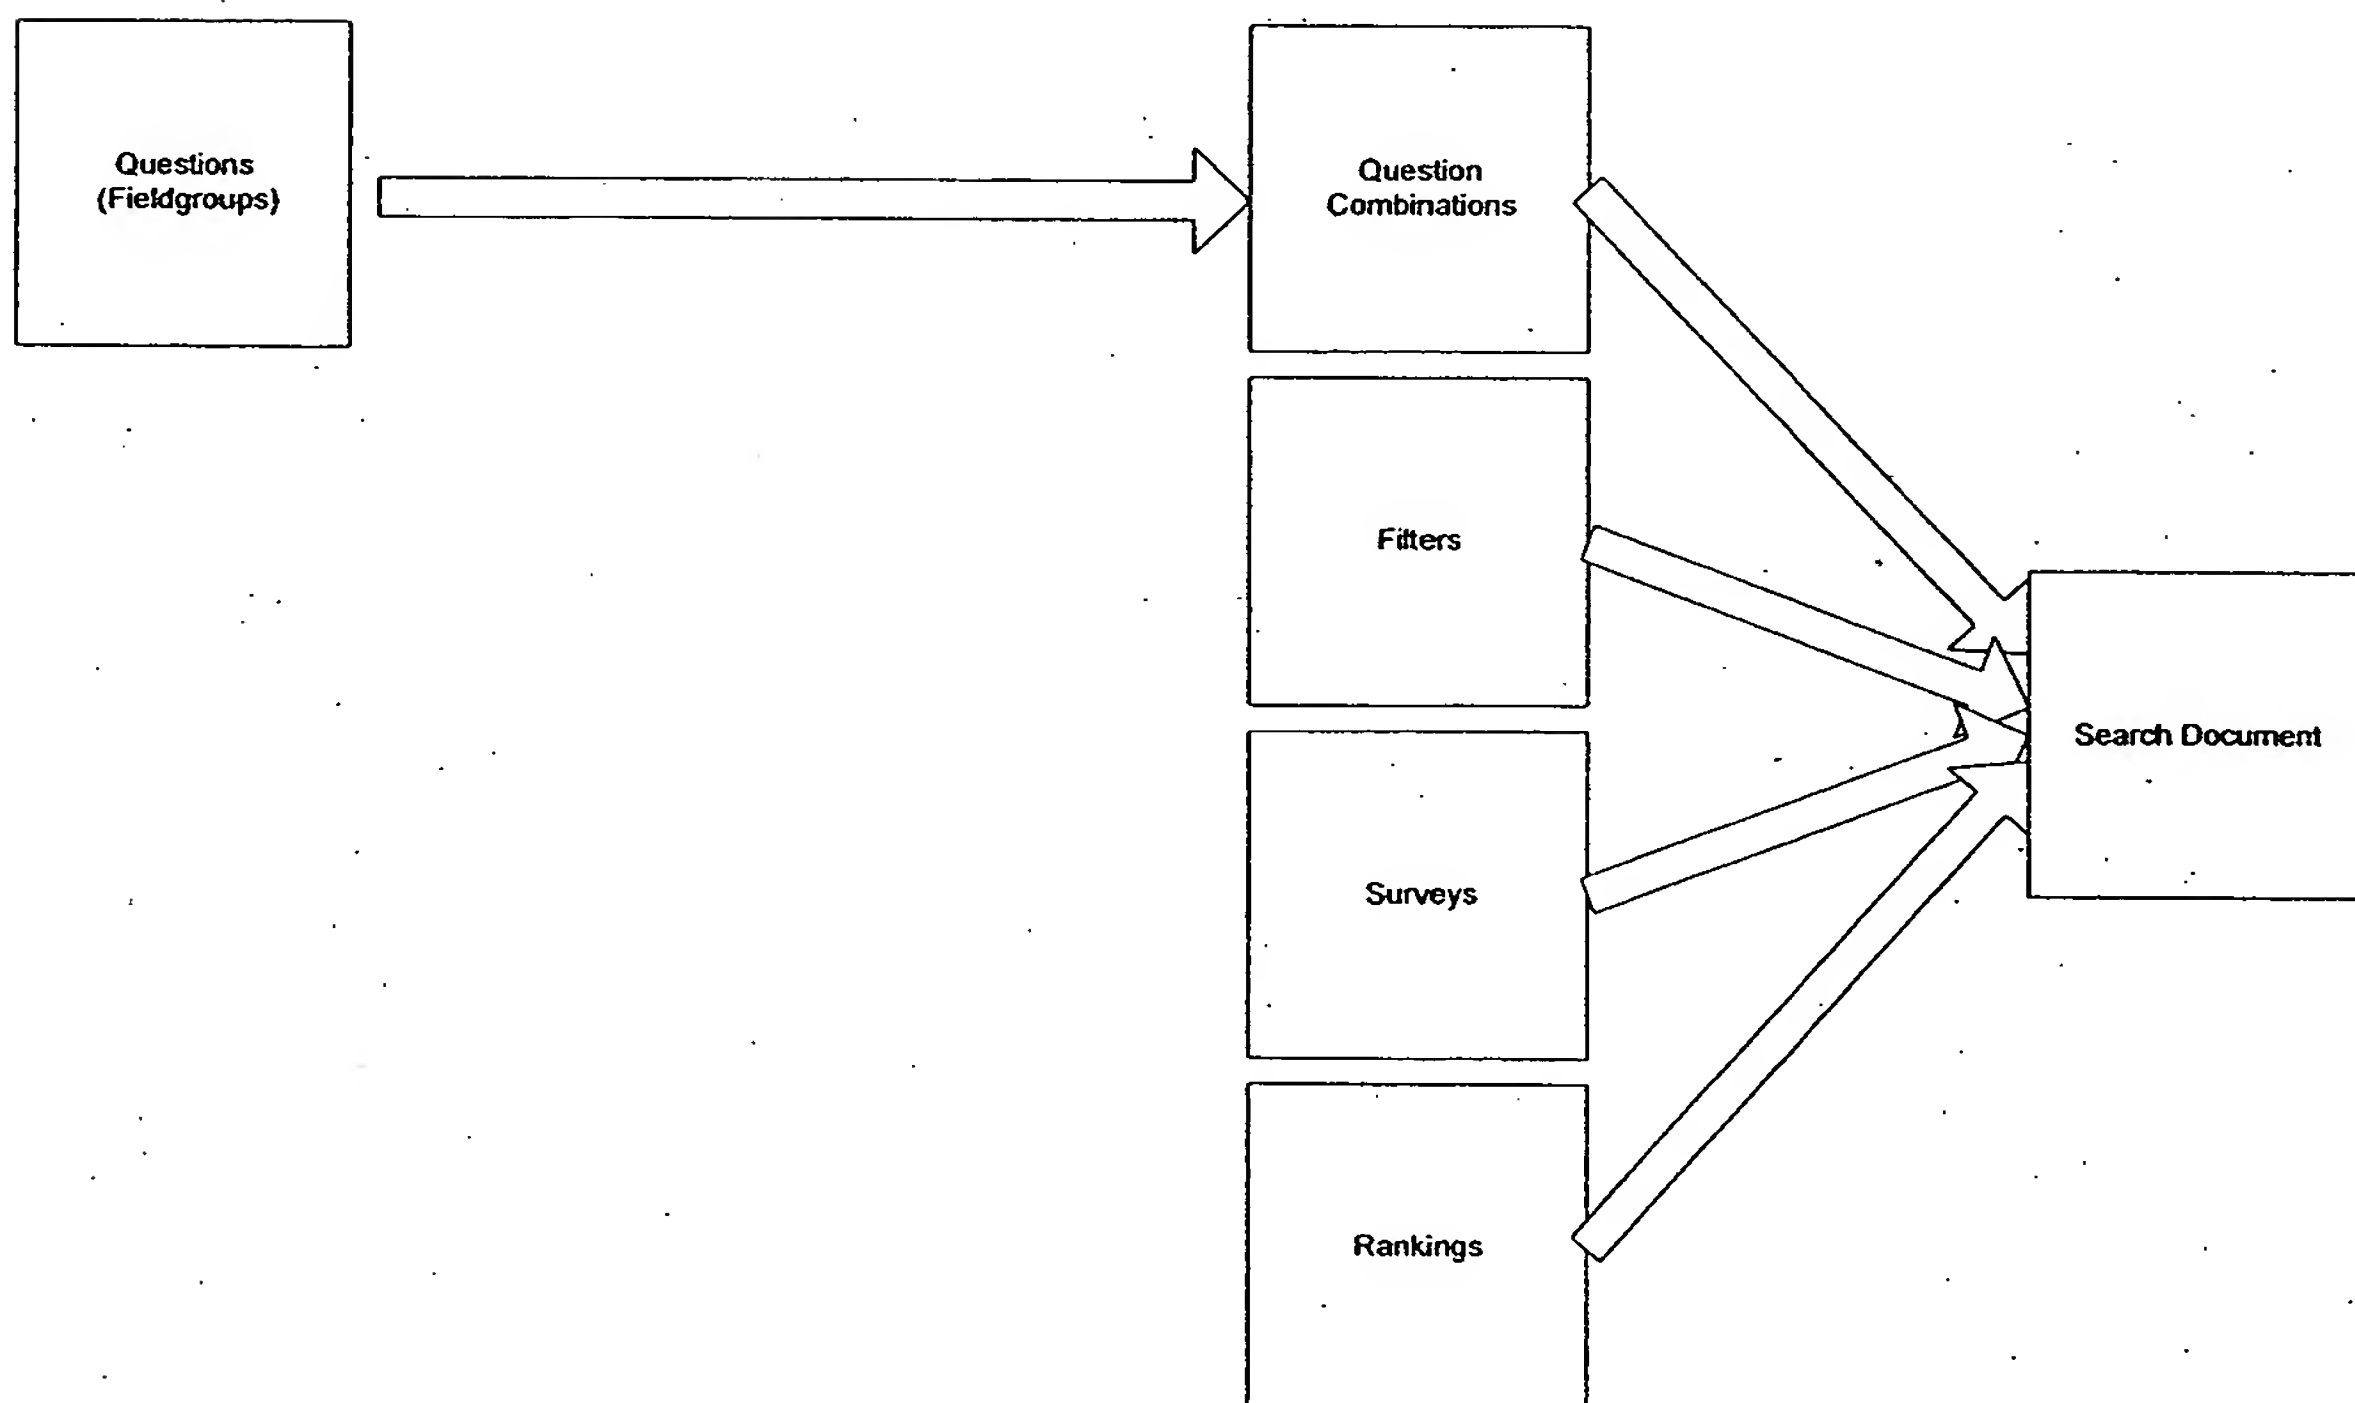 Questions
(Fieldgroups)
Question
Combinations
Filters
Surveys
Rankings
Search Document